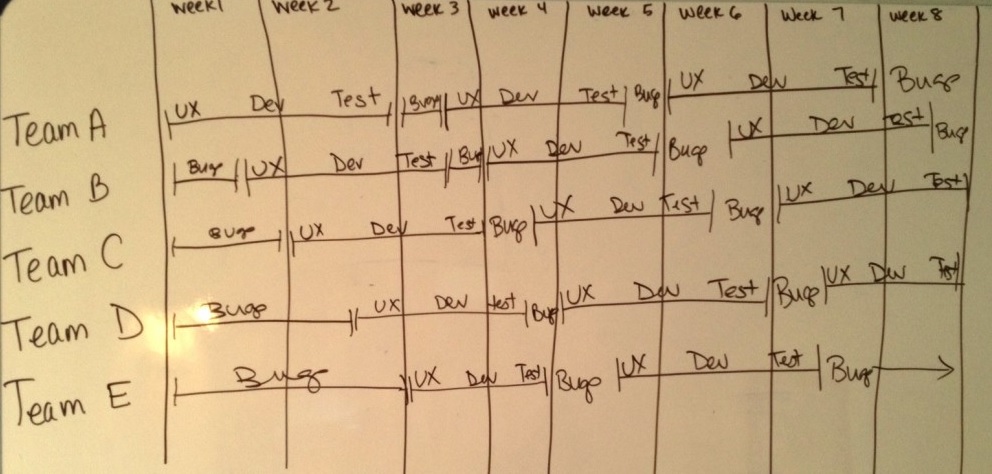 week 1 week 2 week 3 week 4 week 5 week 6 week 7 week 8
Team A UX Dev Test Bugs UX Dev Test Bugs UX Dev Test Bugs
Team B Bugs UX Dev Test Bugs UX Dev Test Bugs UX Dev Test Bugs
Team C Bugs UX Dev Test Bugs UX Dev Test Bugs UX Dev Test
Team D Bugs UX Dev test Bugs UX Dev Test Bugs UX Dev Test
Team E Bugs UX Dev Test Bugs UX Dev Test Bugs